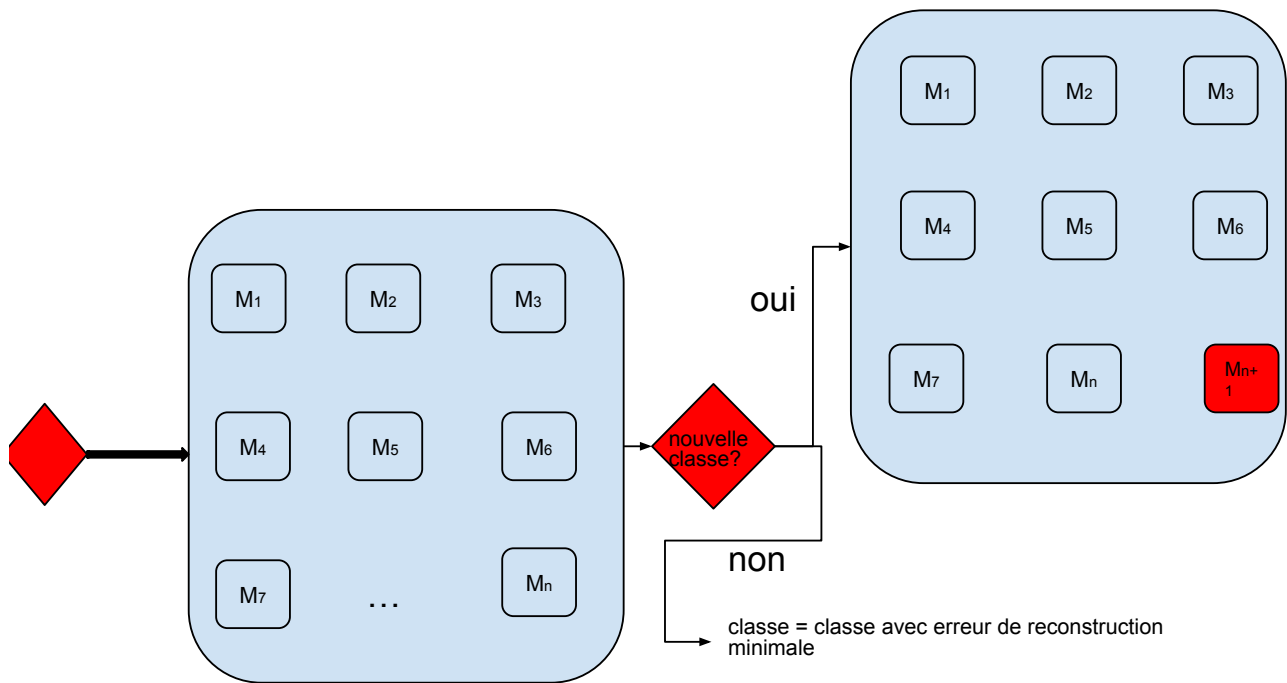 M1 M2 M3
M4 M5 M6
M7 ... Mn
nouvelle
classe?
oui
M1 M2 M3
M4 M5 M6
M7 Mn Mn+
1
non
classe = classe avec erreur de reconstruction
minimale